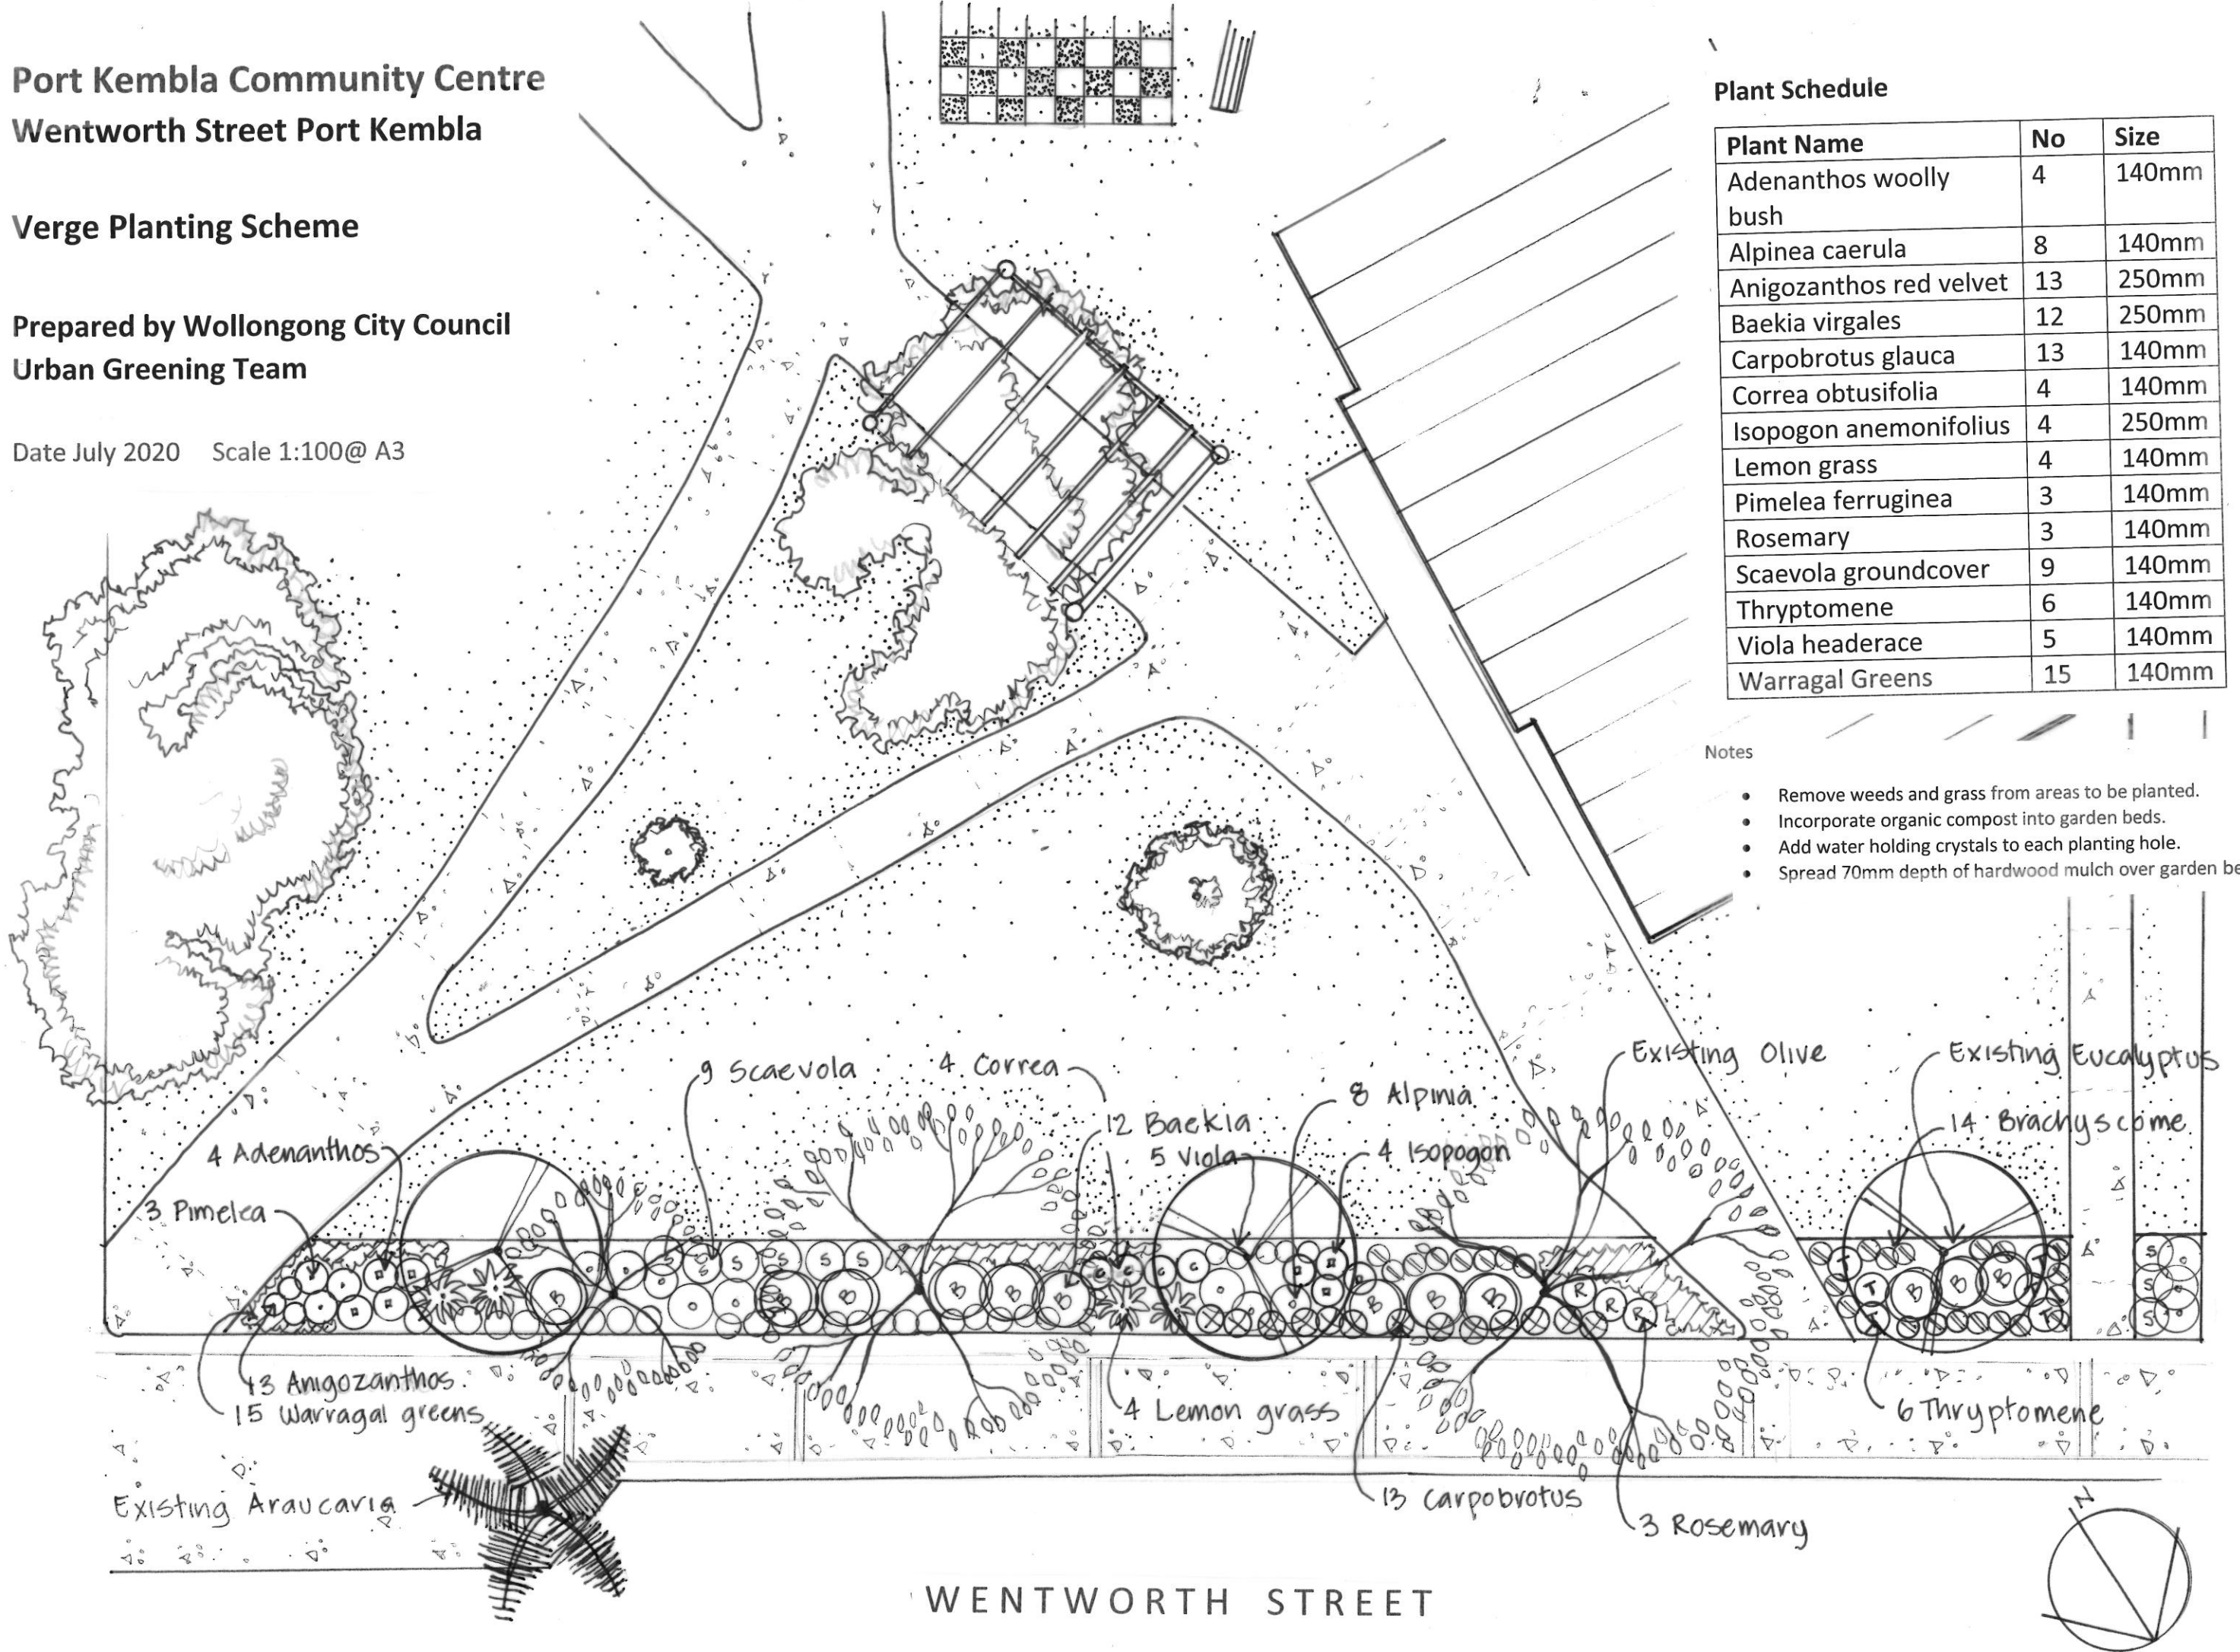 Port Kembla Community Centre
Wentworth Street Port Kembla
Verge Planting Scheme
Prepared by Wollongong City Council
Urban Greening Team
Date July 2020 Scale 1:100@ A3
Plant Schedule
Plant Name No Size
Adenanthos woolly bush 4 140mm
Alpinea caerula 8 140mm
Anigozanthos red velvet 13 250mm
Baekia virgales 12 250mm
Carpobrotus glauca 13 140mm
Correa obtusifolia 4 140mm
Isopogon anemonifolius 4 250mm
Lemon grass 4 140mm
Pimelea ferruginea 3 140mm
Rosemary 3 140mm
Scaevola groundcover 9 140mm
Thryptomene 6 140mm
Viola headerace 5 140mm
Warragal Greens 15 140mm
Notes
• Remove weeds and grass from areas to be planted.
• Incorporate organic compost into garden beds.
• Add water holding crystals to each planting hole.
• Spread 70mm depth of hardwood mulch over garden be
9 Scaevola
4 Correa
Existing Olive
Existing Eucalyptus
8 Alpinia
12 Baekia
14 Brachyscome
4 Adenanthos
5 Viola
4 Isopogon
3 Pimelea
S S S S S S
B B B B B B B B B B B B
G G G G
R R R
T T T T
S
S
S
13 Anigozanthos
15 Warragal greens
4 Lemon grass
6 Thryptomene
Existing Araucaria
13 Carpobrotus
3 Rosemary
N
WENTWORTH STREET